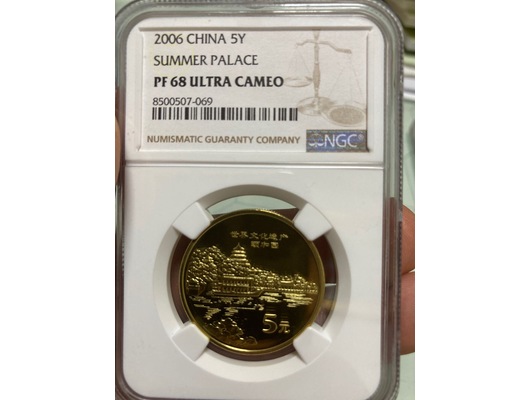 2006 CHINA 5Y
SUMMER PALACE
PF 68 ULTRA CAMEO
8500507-069
NUMISMATIC GUARANTY COMPANY
NGC
世界文化遗产
颐和园
5元